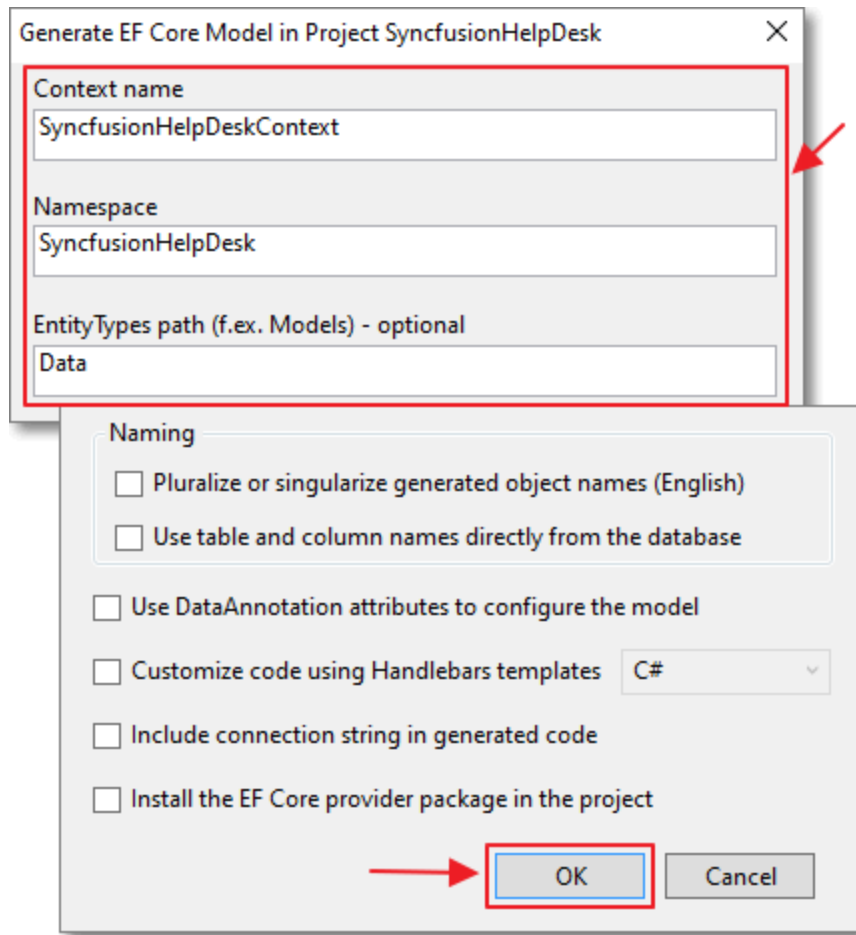 Generate EF Core Model in Project SyncfusionHelpDesk
Context name
SyncfusionHelpDeskContext
Namespace
SyncfusionHelpDesk
EntityTypes path (f.ex. Models) - optional
Data
Naming
Pluralize or singularize generated object names (English)
Use table and column names directly from the database
Use DataAnnotation attributes to configure the model
Customize code using Handlebars templates C#
Include connection string in generated code
Install the EF Core provider package in the project
OK Cancel